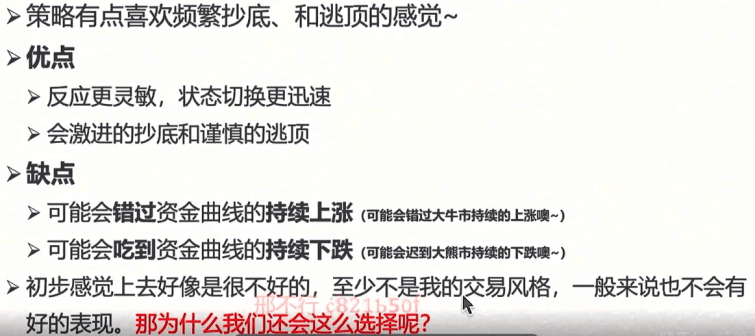 策略有点喜欢频繁抄底、和逃顶的感觉~
优点
反应更灵敏，状态切换更迅速
会激进的抄底和谨慎的逃顶
缺点
可能会错过资金曲线的持续上涨（可能会错过大牛市持续的上涨噢~）
可能会吃到资金曲线的持续下跌（可能会迟到大熊市持续的下跌噢~）
初步感觉上去好像是很不好的，至少不是我的交易风格，一般来说也不会有
邢不行 c821b50f
好的表现。那为什么我们还会这么选择呢？